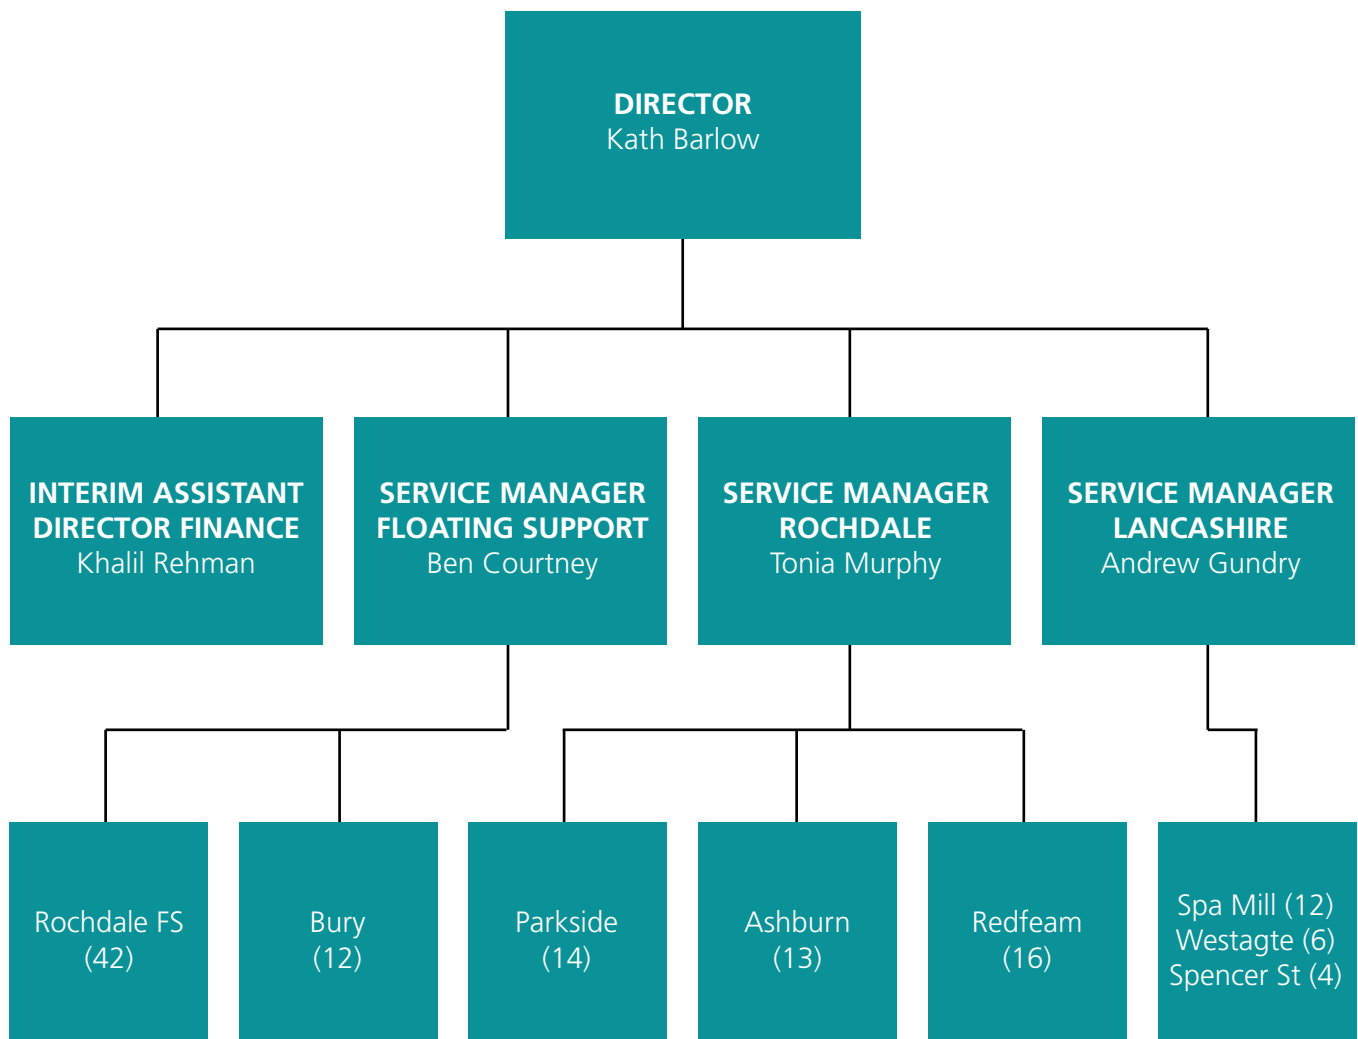 DIRECTOR
Kath Barlow
INTERIM ASSISTANT
DIRECTOR FINANCE
Khalil Rehman
SERVICE MANAGER
FLOATING SUPPORT
Ben Courtney
SERVICE MANAGER
ROCHDALE
Tonia Murphy
SERVICE MANAGER
LANCASHIRE
Andrew Gundry
Rochdale FS
(42)
Bury
(12)
Parkside
(14)
Ashburn
(13)
Redfeam
(16)
Spa Mill (12)
Westagte (6)
Spencer St (4)